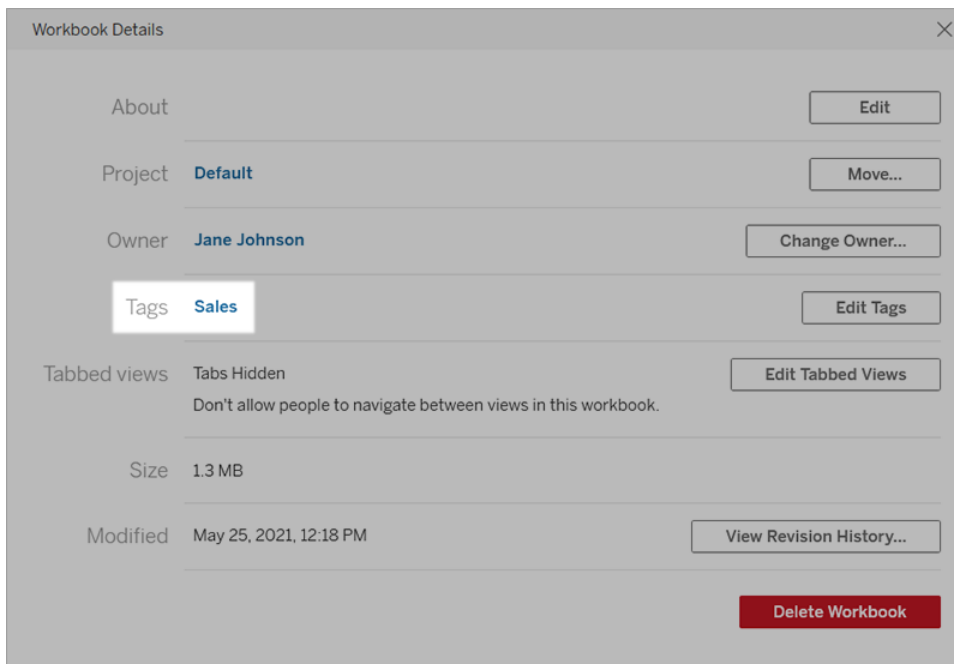 Workbook Details
About
Edit
Project Default
Move...
Owner Jane Johnson
Change Owner...
Tags Sales
Edit Tags
Tabbed views Tabs Hidden
Edit Tabbed Views
Don't allow people to navigate between views in this workbook.
Size 1.3 MB
Modified May 25, 2021, 12:18 PM
View Revision History...
Delete Workbook